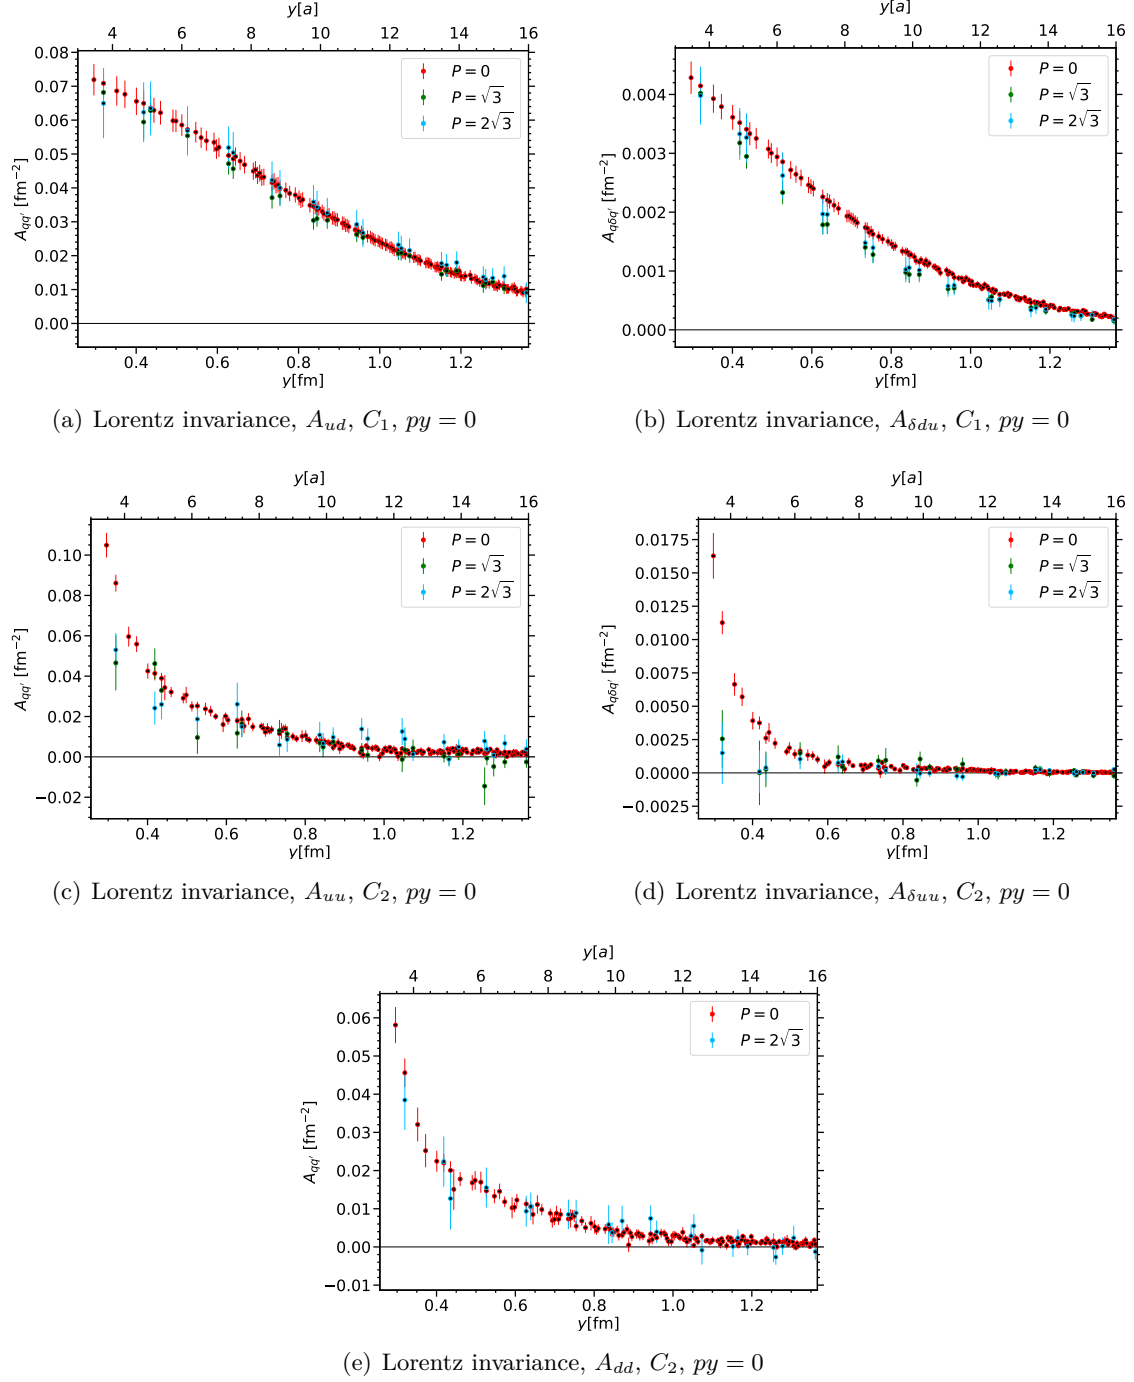 y[a]
4 6 8 10 12 14 16
0.08
0.07
0.06
0.05
0.04
0.03
0.02
0.01
0.00
A_{qq'} [fm^{-2}]
P = 0
P = √3
P = 2√3
0.4 0.6 0.8 1.0 1.2
y[fm]
(a) Lorentz invariance, A_{ud}, C_1, py = 0
y[a]
4 6 8 10 12 14 16
0.004
0.003
0.002
0.001
0.000
A_{qδq'} [fm^{-2}]
P = 0
P = √3
P = 2√3
0.4 0.6 0.8 1.0 1.2
y[fm]
(b) Lorentz invariance, A_{δdu}, C_1, py = 0
y[a]
4 6 8 10 12 14 16
0.10
0.08
0.06
0.04
0.02
0.00
−0.02
A_{qq'} [fm^{-2}]
P = 0
P = √3
P = 2√3
0.4 0.6 0.8 1.0 1.2
y[fm]
(c) Lorentz invariance, A_{uu}, C_2, py = 0
y[a]
4 6 8 10 12 14 16
0.0175
0.0150
0.0125
0.0100
0.0075
0.0050
0.0025
0.0000
−0.0025
A_{qδq'} [fm^{-2}]
P = 0
P = √3
P = 2√3
0.4 0.6 0.8 1.0 1.2
y[fm]
(d) Lorentz invariance, A_{δuu}, C_2, py = 0
y[a]
4 6 8 10 12 14 16
0.06
0.05
0.04
0.03
0.02
0.01
0.00
−0.01
A_{qq'} [fm^{-2}]
P = 0
P = 2√3
0.4 0.6 0.8 1.0 1.2
y[fm]
(e) Lorentz invariance, A_{dd}, C_2, py = 0